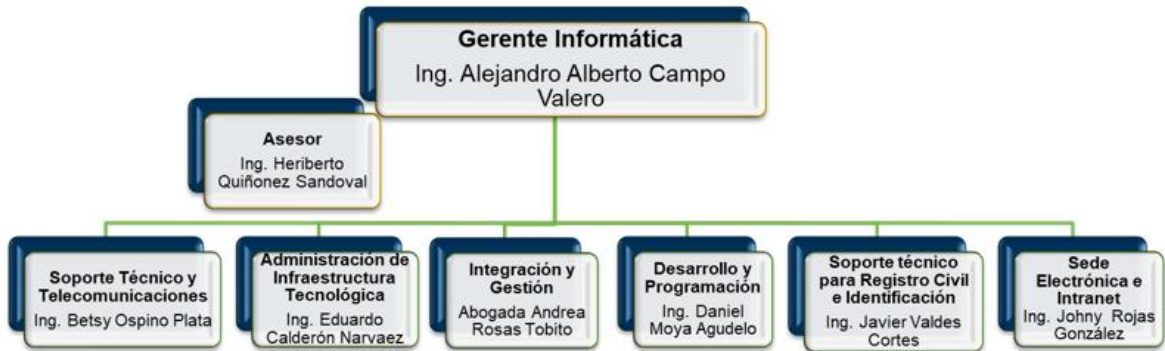 Gerente Informática
Ing. Alejandro Alberto Campo
Valero
Asesor
Ing. Heriberto
Quiñonez Sandoval
Soporte Técnico y
Telecomunicaciones
Ing. Betsy Ospino Plata
Administración de
Infraestructura
Tecnológica
Ing. Eduardo
Calderón Narvaez
Integración y
Gestión
Abogada Andrea
Rosas Tobito
Desarrollo y
Programación
Ing. Daniel
Moya Agudelo
Soporte técnico
para Registro Civil
e Identificación
Ing. Javier Valdes
Cortes
Sede
Electrónica e
Intranet
Ing. Johny Rojas
González